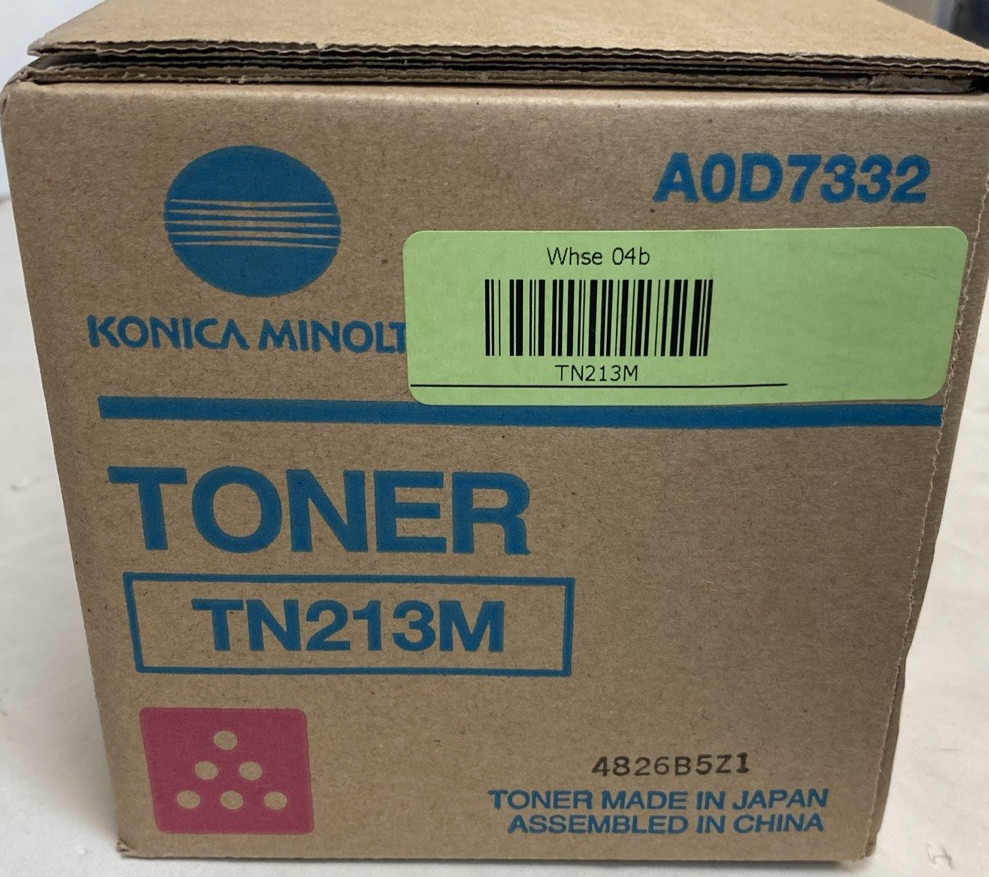 A0D7332
Whse 04b
TN213M
KONICA MINOLT
TONER
TN213M
4826B5Z1
TONER MADE IN JAPAN
ASSEMBLED IN CHINA